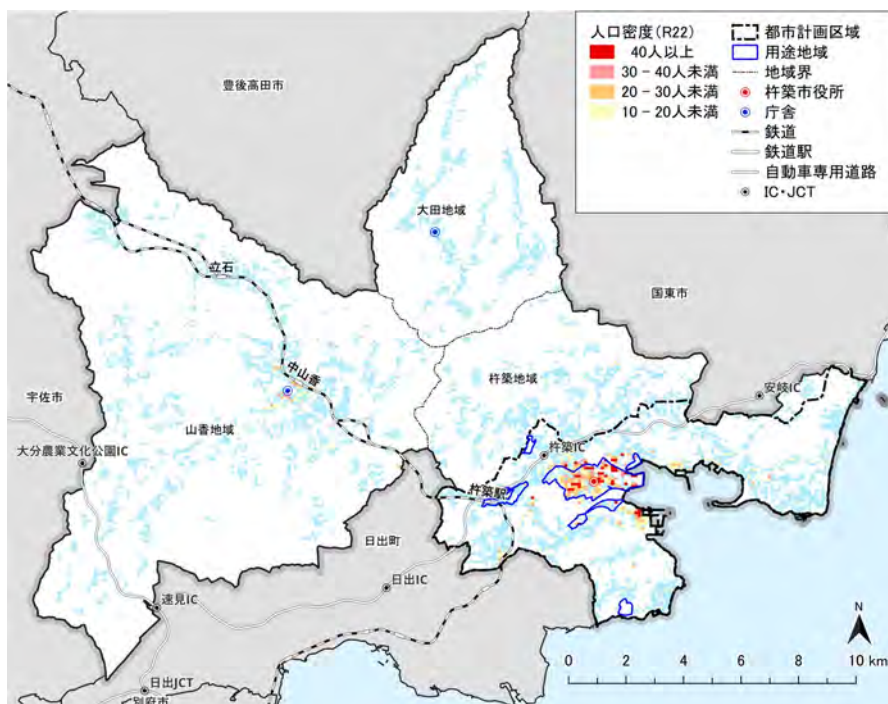 人口密度(R22)
40人以上
30-40人未満
20-30人未満
10-20人未満
都市計画区域
用途地域
地域界
杵築市役所
庁舎
鉄道
鉄道駅
自動車専用道路
IC・JCT
豊後高田市
大田地域
立石
国東市
中山香
杵築地域
安岐IC
宇佐市
山香地域
大分農業文化公園IC
杵築IC
杵築駅
日出町
日出IC
速見IC
日出JCT
別府市
N
0 2 4 6 8 10 km